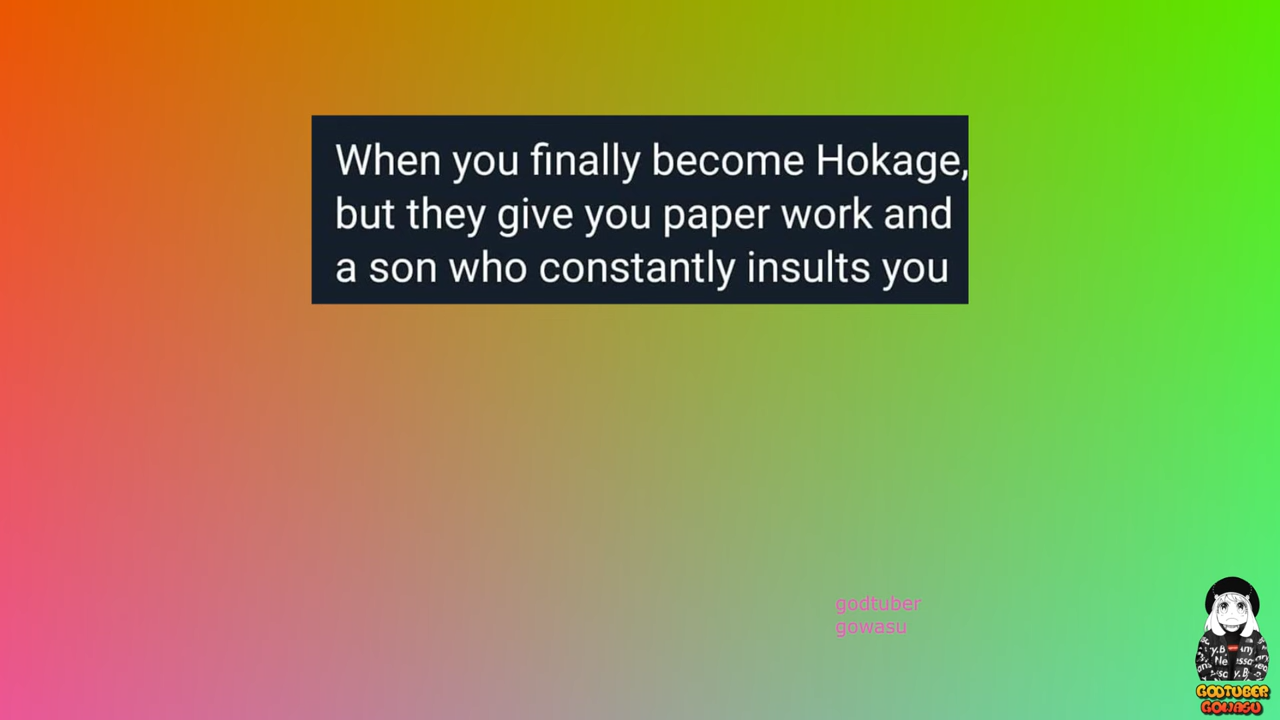 When you finally become Hokage,
but they give you paper work and
a son who constantly insults you
godtuber
gowasu
GODTUBER
GOWASU